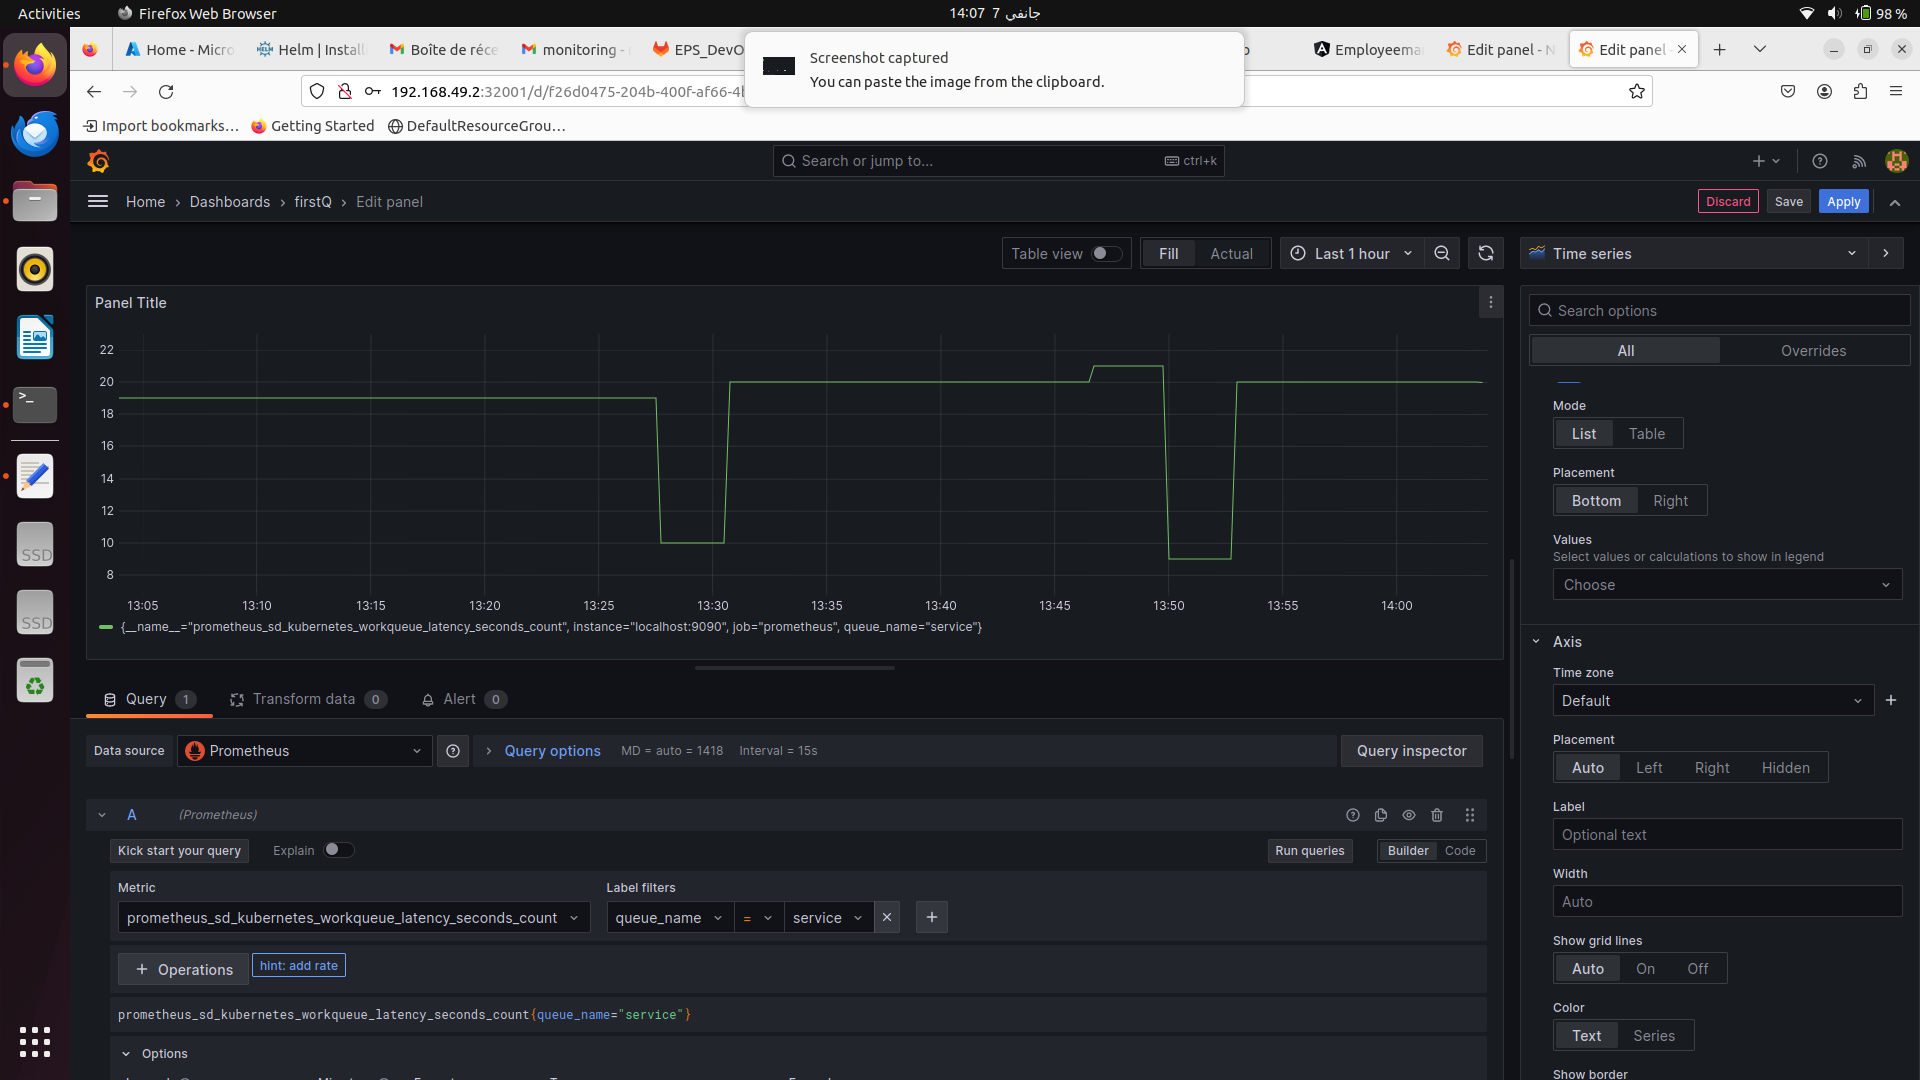 Activities
Firefox Web Browser
14:07 7 جانفي
98 %
Home - Micro
Helm | Install
Boîte de réce
monitoring -
EPS_DevO
Employeema
Edit panel - N
Edit panel -
Screenshot captured
You can paste the image from the clipboard.
192.168.49.2:32001/d/f26d0475-204b-400f-af66-4
Import bookmarks…
Getting Started
DefaultResourceGrou…
Search or jump to...
ctrl+k
Home › Dashboards › firstQ › Edit panel
Discard
Save
Apply
Table view
Fill
Actual
Last 1 hour
Time series
Panel Title
Search options
All
Overrides
22
20
18
16
14
12
10
8
13:05
13:10
13:15
13:20
13:25
13:30
13:35
13:40
13:45
13:50
13:55
14:00
{__name__="prometheus_sd_kubernetes_workqueue_latency_seconds_count", instance="localhost:9090", job="prometheus", queue_name="service"}
Mode
List
Table
Placement
Bottom
Right
Values
Select values or calculations to show in legend
Choose
Axis
Time zone
Default
Placement
Auto
Left
Right
Hidden
Label
Optional text
Width
Auto
Show grid lines
Auto
On
Off
Color
Text
Series
Show border
Query 1
Transform data 0
Alert 0
Data source
Prometheus
Query options
MD = auto = 1418
Interval = 15s
Query inspector
A
(Prometheus)
Kick start your query
Explain
Run queries
Builder
Code
Metric
Label filters
prometheus_sd_kubernetes_workqueue_latency_seconds_count
queue_name
=
service
+ Operations
hint: add rate
prometheus_sd_kubernetes_workqueue_latency_seconds_count{queue_name="service"}
Options
SSD
SSD